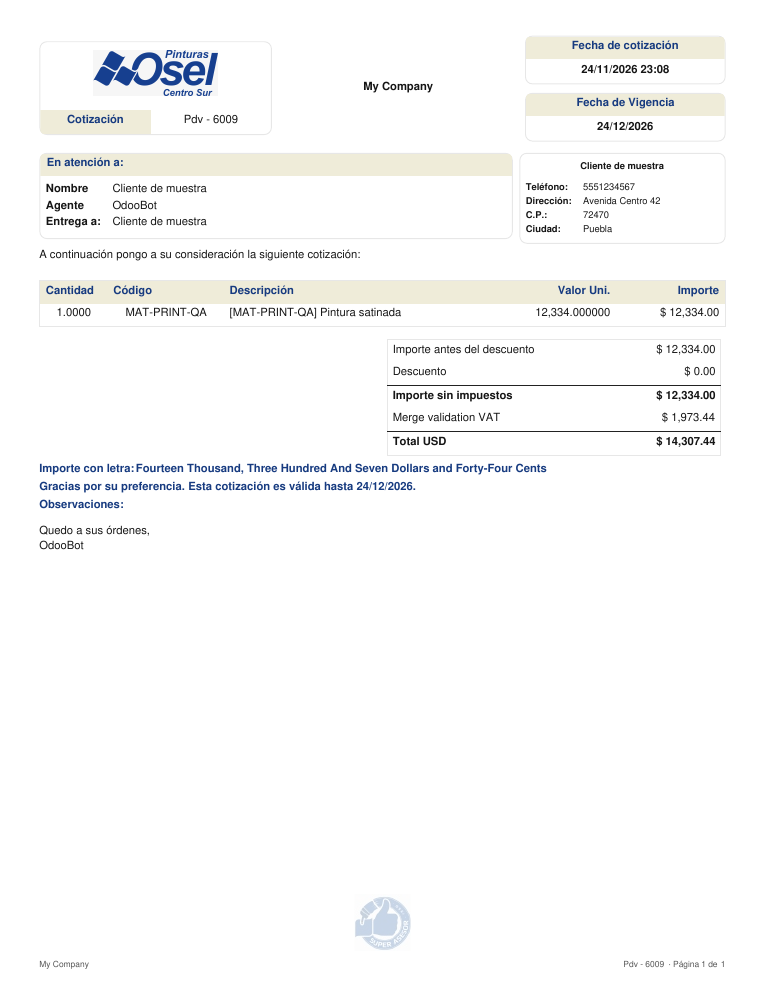 Pinturas
Osel
Centro Sur
Cotización Pdv - 6009
My Company
Fecha de cotización
24/11/2026 23:08
Fecha de Vigencia
24/12/2026
En atención a:
Nombre Cliente de muestra
Agente OdooBot
Entrega a: Cliente de muestra
Cliente de muestra
Teléfono: 5551234567
Dirección: Avenida Centro 42
C.P.: 72470
Ciudad: Puebla
A continuación pongo a su consideración la siguiente cotización:
Cantidad Código Descripción Valor Uni. Importe
1.0000 MAT-PRINT-QA [MAT-PRINT-QA] Pintura satinada 12,334.000000 $ 12,334.00
Importe antes del descuento $ 12,334.00
Descuento $ 0.00
Importe sin impuestos $ 12,334.00
Merge validation VAT $ 1,973.44
Total USD $ 14,307.44
Importe con letra: Fourteen Thousand, Three Hundred And Seven Dollars and Forty-Four Cents
Gracias por su preferencia. Esta cotización es válida hasta 24/12/2026.
Observaciones:
Quedo a sus órdenes,
OdooBot
SUPER ASESOR
My Company Pdv - 6009 · Página 1 de 1